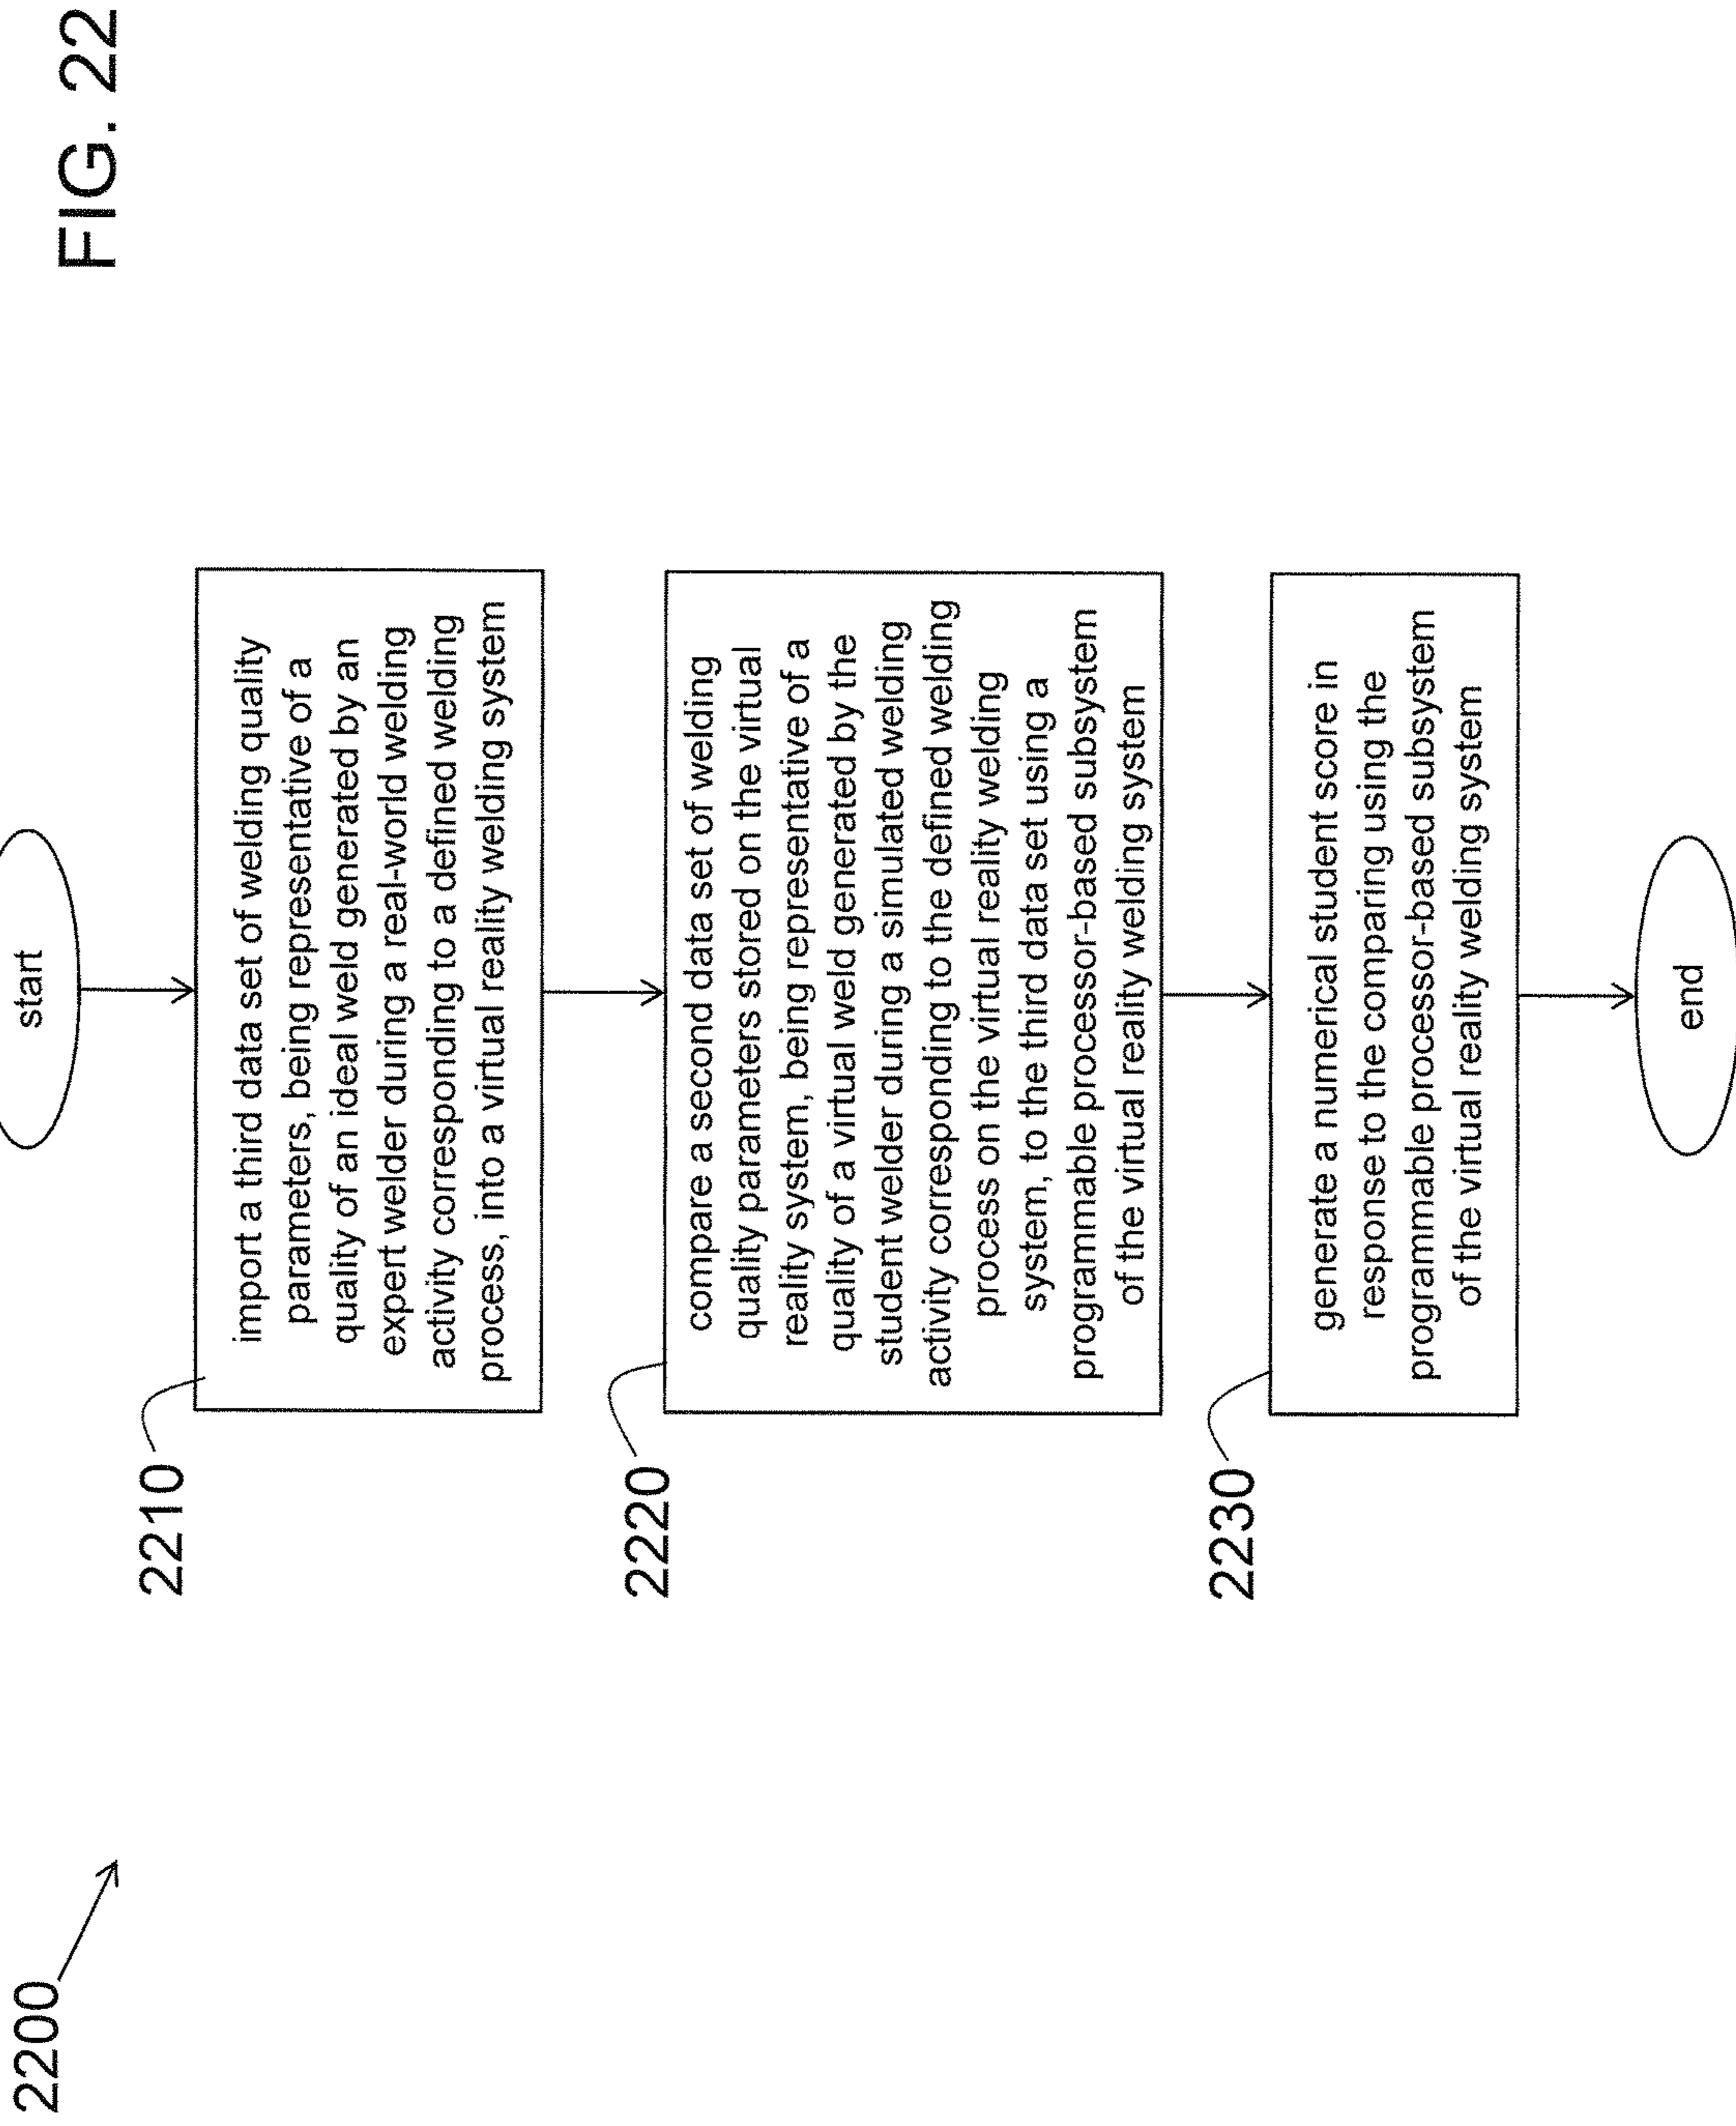 FIG. 22
2200
start
2210
import a third data set of welding quality
parameters, being representative of a
quality of an ideal weld generated by an
expert welder during a real-world welding
activity corresponding to a defined welding
process, into a virtual reality welding system
2220
compare a second data set of welding
quality parameters stored on the virtual
reality system, being representative of a
quality of a virtual weld generated by the
student welder during a simulated welding
activity corresponding to the defined welding
process on the virtual reality welding
system, to the third data set using a
programmable processor-based subsystem
of the virtual reality welding system
2230
generate a numerical student score in
response to the comparing using the
programmable processor-based subsystem
of the virtual reality welding system
end